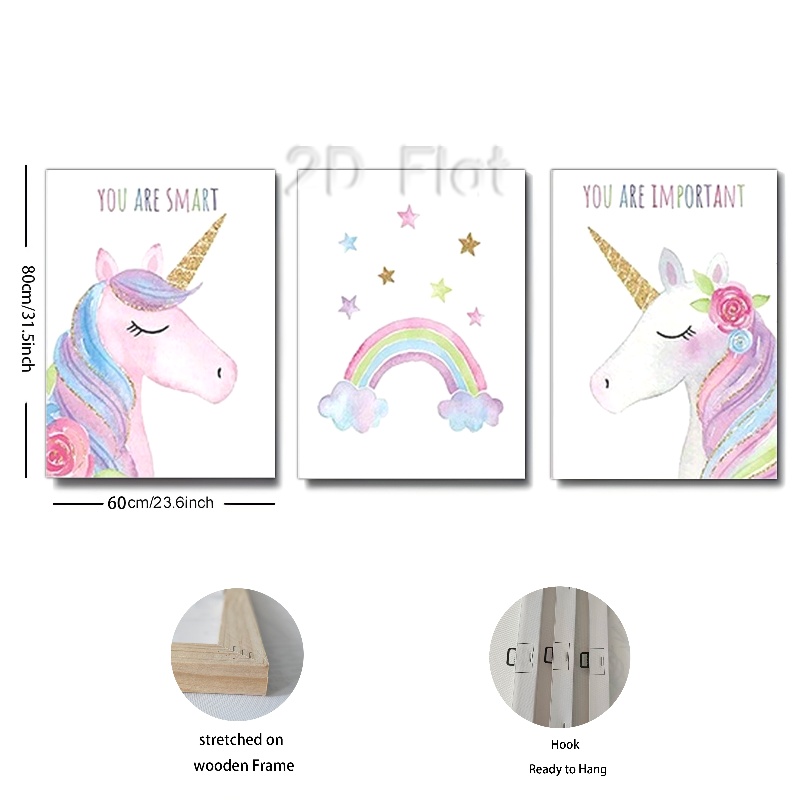 2D Flat
YOU ARE SMART
YOU ARE IMPORTANT
80cm/31.5inch
60cm/23.6inch
stretched on
wooden Frame
Hook
Ready to Hang